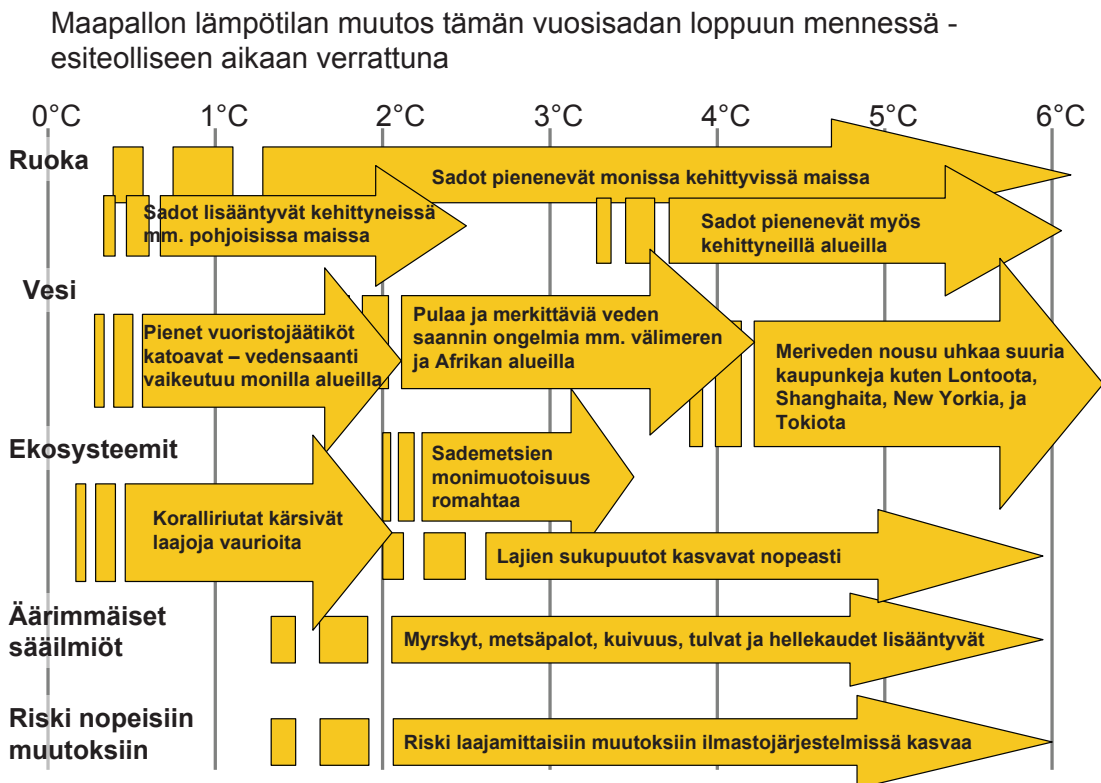 Maapallon lämpötilan muutos tämän vuosisadan loppuun mennessä -
esiteolliseen aikaan verrattuna
0°C 1°C 2°C 3°C 4°C 5°C 6°C
Ruoka
Sadot pienenevät monissa kehittyvissä maissa
Sadot lisääntyvät kehittyneissä
mm. pohjoisissa maissa
Sadot pienenevät myös
kehittyneillä alueilla
Vesi
Pienet vuoristojäätiköt
katoavat – vedensaanti
vaikeutuu monilla alueilla
Pulaa ja merkittäviä veden
saannin ongelmia mm. välimeren
ja Afrikan alueilla
Meriveden nousu uhkaa suuria
kaupunkeja kuten Lontoota,
Shanghaita, New Yorkia, ja
Tokiota
Ekosysteemit
Sademetsien
monimuotoisuus
romahtaa
Koralliriutat kärsivät
laajoja vaurioita
Lajien sukupuutot kasvavat nopeasti
Äärimmäiset
sääilmiöt
Myrskyt, metsäpalot, kuivuus, tulvat ja hellekaudet lisääntyvät
Riski nopeisiin
muutoksiin
Riski laajamittaisiin muutoksiin ilmastojärjestelmissä kasvaa